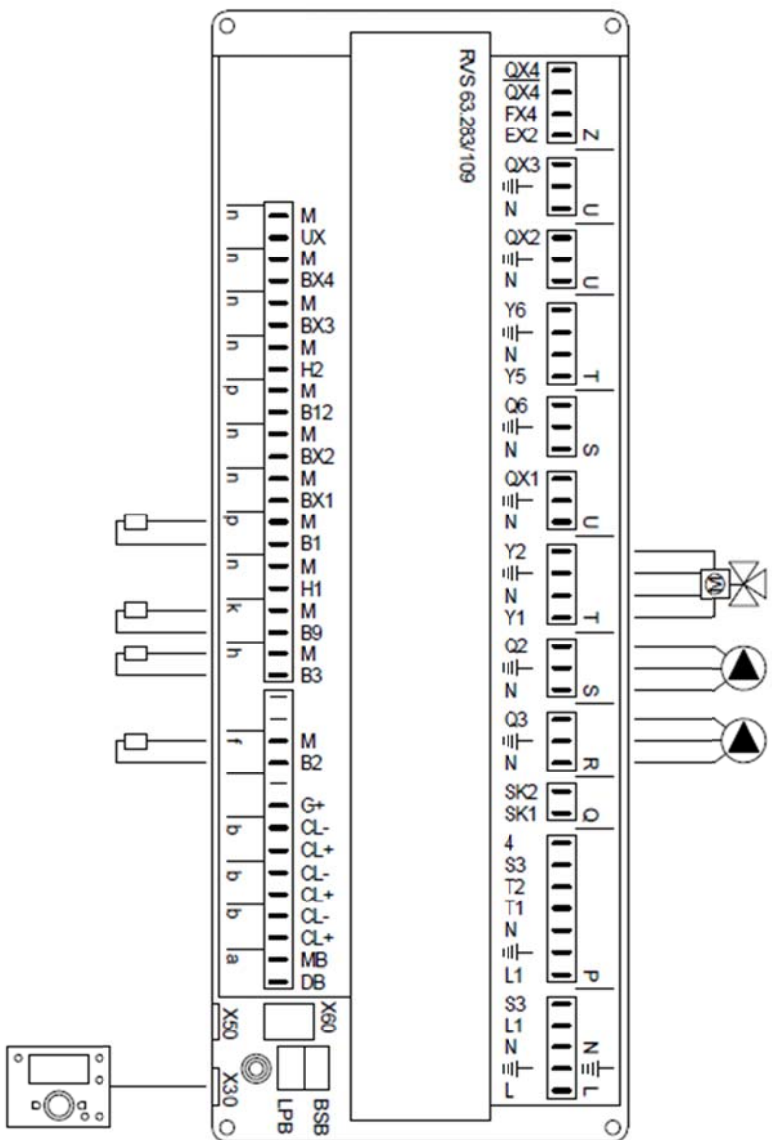 RVS 63.283/109
QX4
QX4
FX4
EX2
Z
QX3
N
U
QX2
N
U
Y6
N
Y5
T
Q6
N
S
QX1
N
U
Y2
N
Y1
T
M
Q2
N
S
Q3
N
R
SK2
SK1
Q
4
S3
T2
T1
N
L1
P
S3
L1
N
L
N
L
n
M
UX
n
M
BX4
n
M
BX3
n
M
H2
p
M
B12
n
M
BX2
n
M
BX1
p
M
B1
n
M
H1
k
M
B9
h
M
B3
f
M
B2
G+
b
CL-
CL+
b
CL-
CL+
b
CL-
CL+
a
MB
DB
X50
X60
X30
LPB
BSB